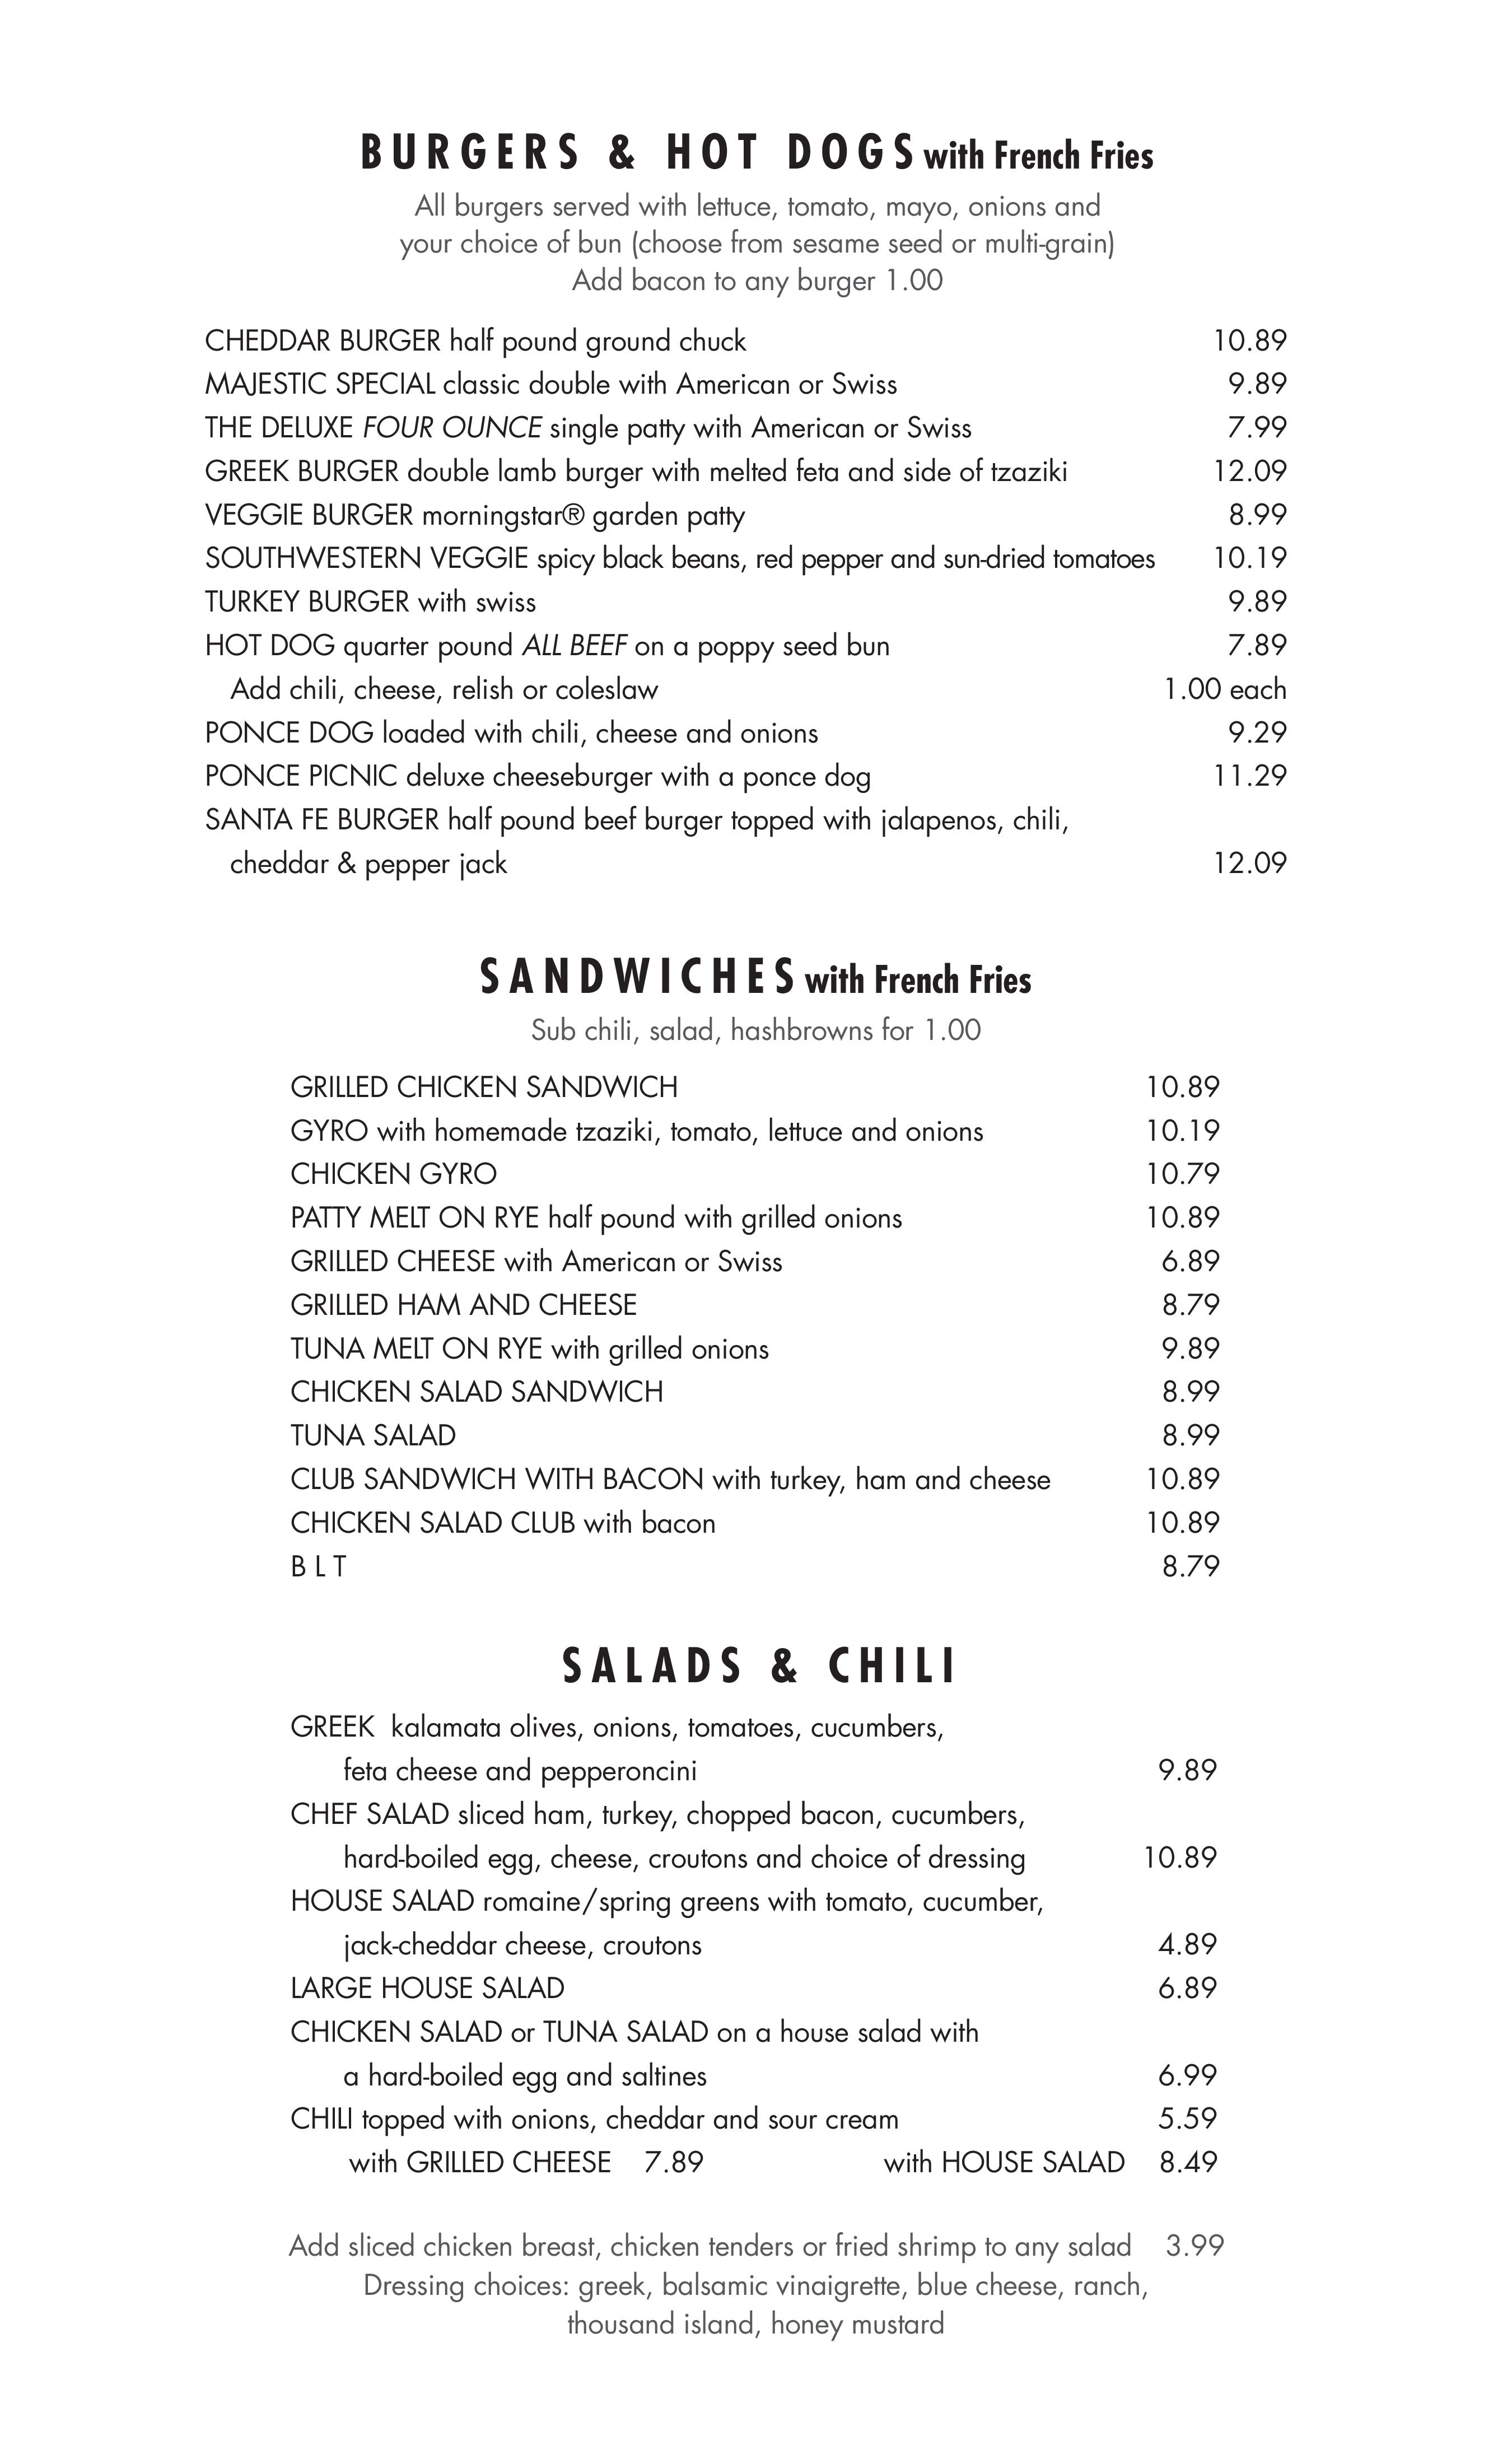 BURGERS & HOT DOGS with French Fries
All burgers served with lettuce, tomato, mayo, onions and
your choice of bun (choose from sesame seed or multi-grain)
Add bacon to any burger 1.00
CHEDDAR BURGER half pound ground chuck 10.89
MAJESTIC SPECIAL classic double with American or Swiss 9.89
THE DELUXE FOUR OUNCE single patty with American or Swiss 7.99
GREEK BURGER double lamb burger with melted feta and side of tzaziki 12.09
VEGGIE BURGER morningstar® garden patty 8.99
SOUTHWESTERN VEGGIE spicy black beans, red pepper and sun-dried tomatoes 10.19
TURKEY BURGER with swiss 9.89
HOT DOG quarter pound ALL BEEF on a poppy seed bun 7.89
Add chili, cheese, relish or coleslaw 1.00 each
PONCE DOG loaded with chili, cheese and onions 9.29
PONCE PICNIC deluxe cheeseburger with a ponce dog 11.29
SANTA FE BURGER half pound beef burger topped with jalapenos, chili,
cheddar & pepper jack 12.09
SANDWICHES with French Fries
Sub chili, salad, hashbrowns for 1.00
GRILLED CHICKEN SANDWICH 10.89
GYRO with homemade tzaziki, tomato, lettuce and onions 10.19
CHICKEN GYRO 10.79
PATTY MELT ON RYE half pound with grilled onions 10.89
GRILLED CHEESE with American or Swiss 6.89
GRILLED HAM AND CHEESE 8.79
TUNA MELT ON RYE with grilled onions 9.89
CHICKEN SALAD SANDWICH 8.99
TUNA SALAD 8.99
CLUB SANDWICH WITH BACON with turkey, ham and cheese 10.89
CHICKEN SALAD CLUB with bacon 10.89
B L T 8.79
SALADS & CHILI
GREEK kalamata olives, onions, tomatoes, cucumbers,
feta cheese and pepperoncini 9.89
CHEF SALAD sliced ham, turkey, chopped bacon, cucumbers,
hard-boiled egg, cheese, croutons and choice of dressing 10.89
HOUSE SALAD romaine/spring greens with tomato, cucumber,
jack-cheddar cheese, croutons 4.89
LARGE HOUSE SALAD 6.89
CHICKEN SALAD or TUNA SALAD on a house salad with
a hard-boiled egg and saltines 6.99
CHILI topped with onions, cheddar and sour cream 5.59
with GRILLED CHEESE 7.89 with HOUSE SALAD 8.49
Add sliced chicken breast, chicken tenders or fried shrimp to any salad 3.99
Dressing choices: greek, balsamic vinaigrette, blue cheese, ranch,
thousand island, honey mustard